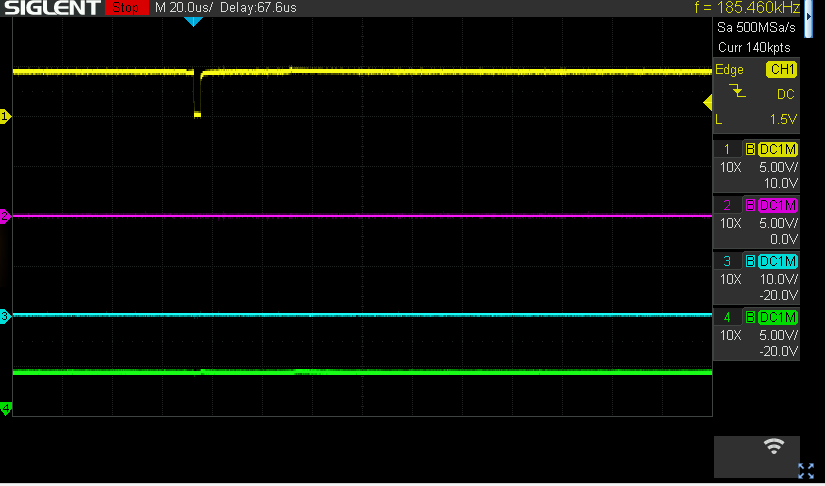 SIGLENT Stop M 20.0us/ Delay:67.6us f = 185.460kHz
Sa 500MSa/s
Curr 140kpts
Edge CH1
DC
L 1.5V
1 B DC1M
10X 5.00V/
10.0V
2 B DC1M
10X 5.00V/
0.0V
3 B DC1M
10X 10.0V/
-20.0V
4 B DC1M
10X 5.00V/
-20.0V
1
2
3
4